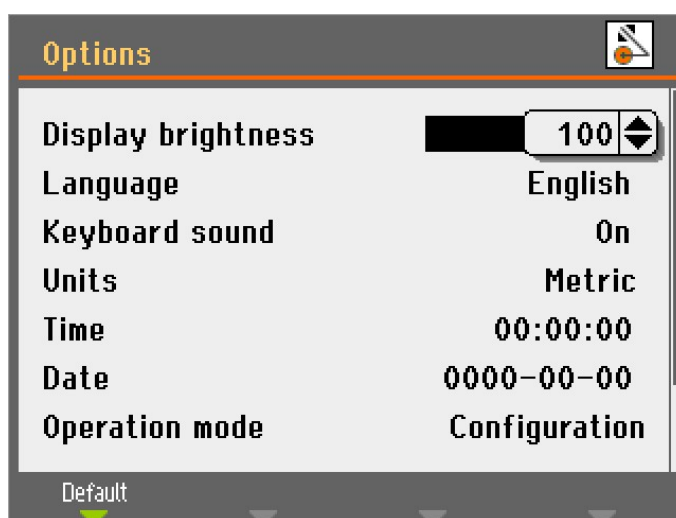 Options
Display brightness 100
Language English
Keyboard sound On
Units Metric
Time 00:00:00
Date 0000-00-00
Operation mode Configuration
Default